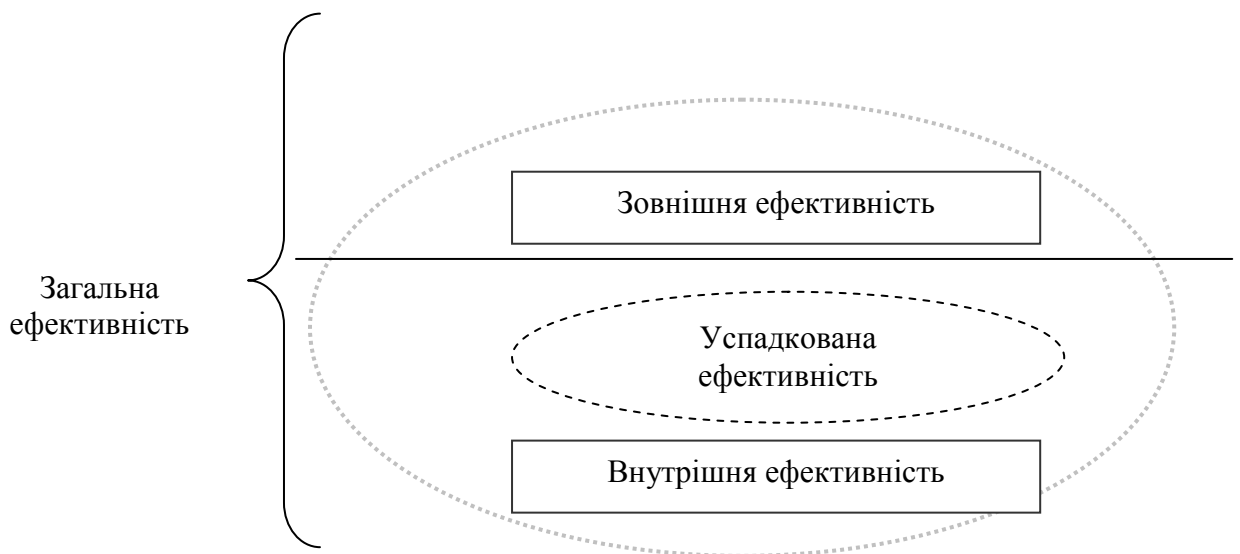 Загальна
ефективність
Зовнішня ефективність
Успадкована
ефективність
Внутрішня ефективність